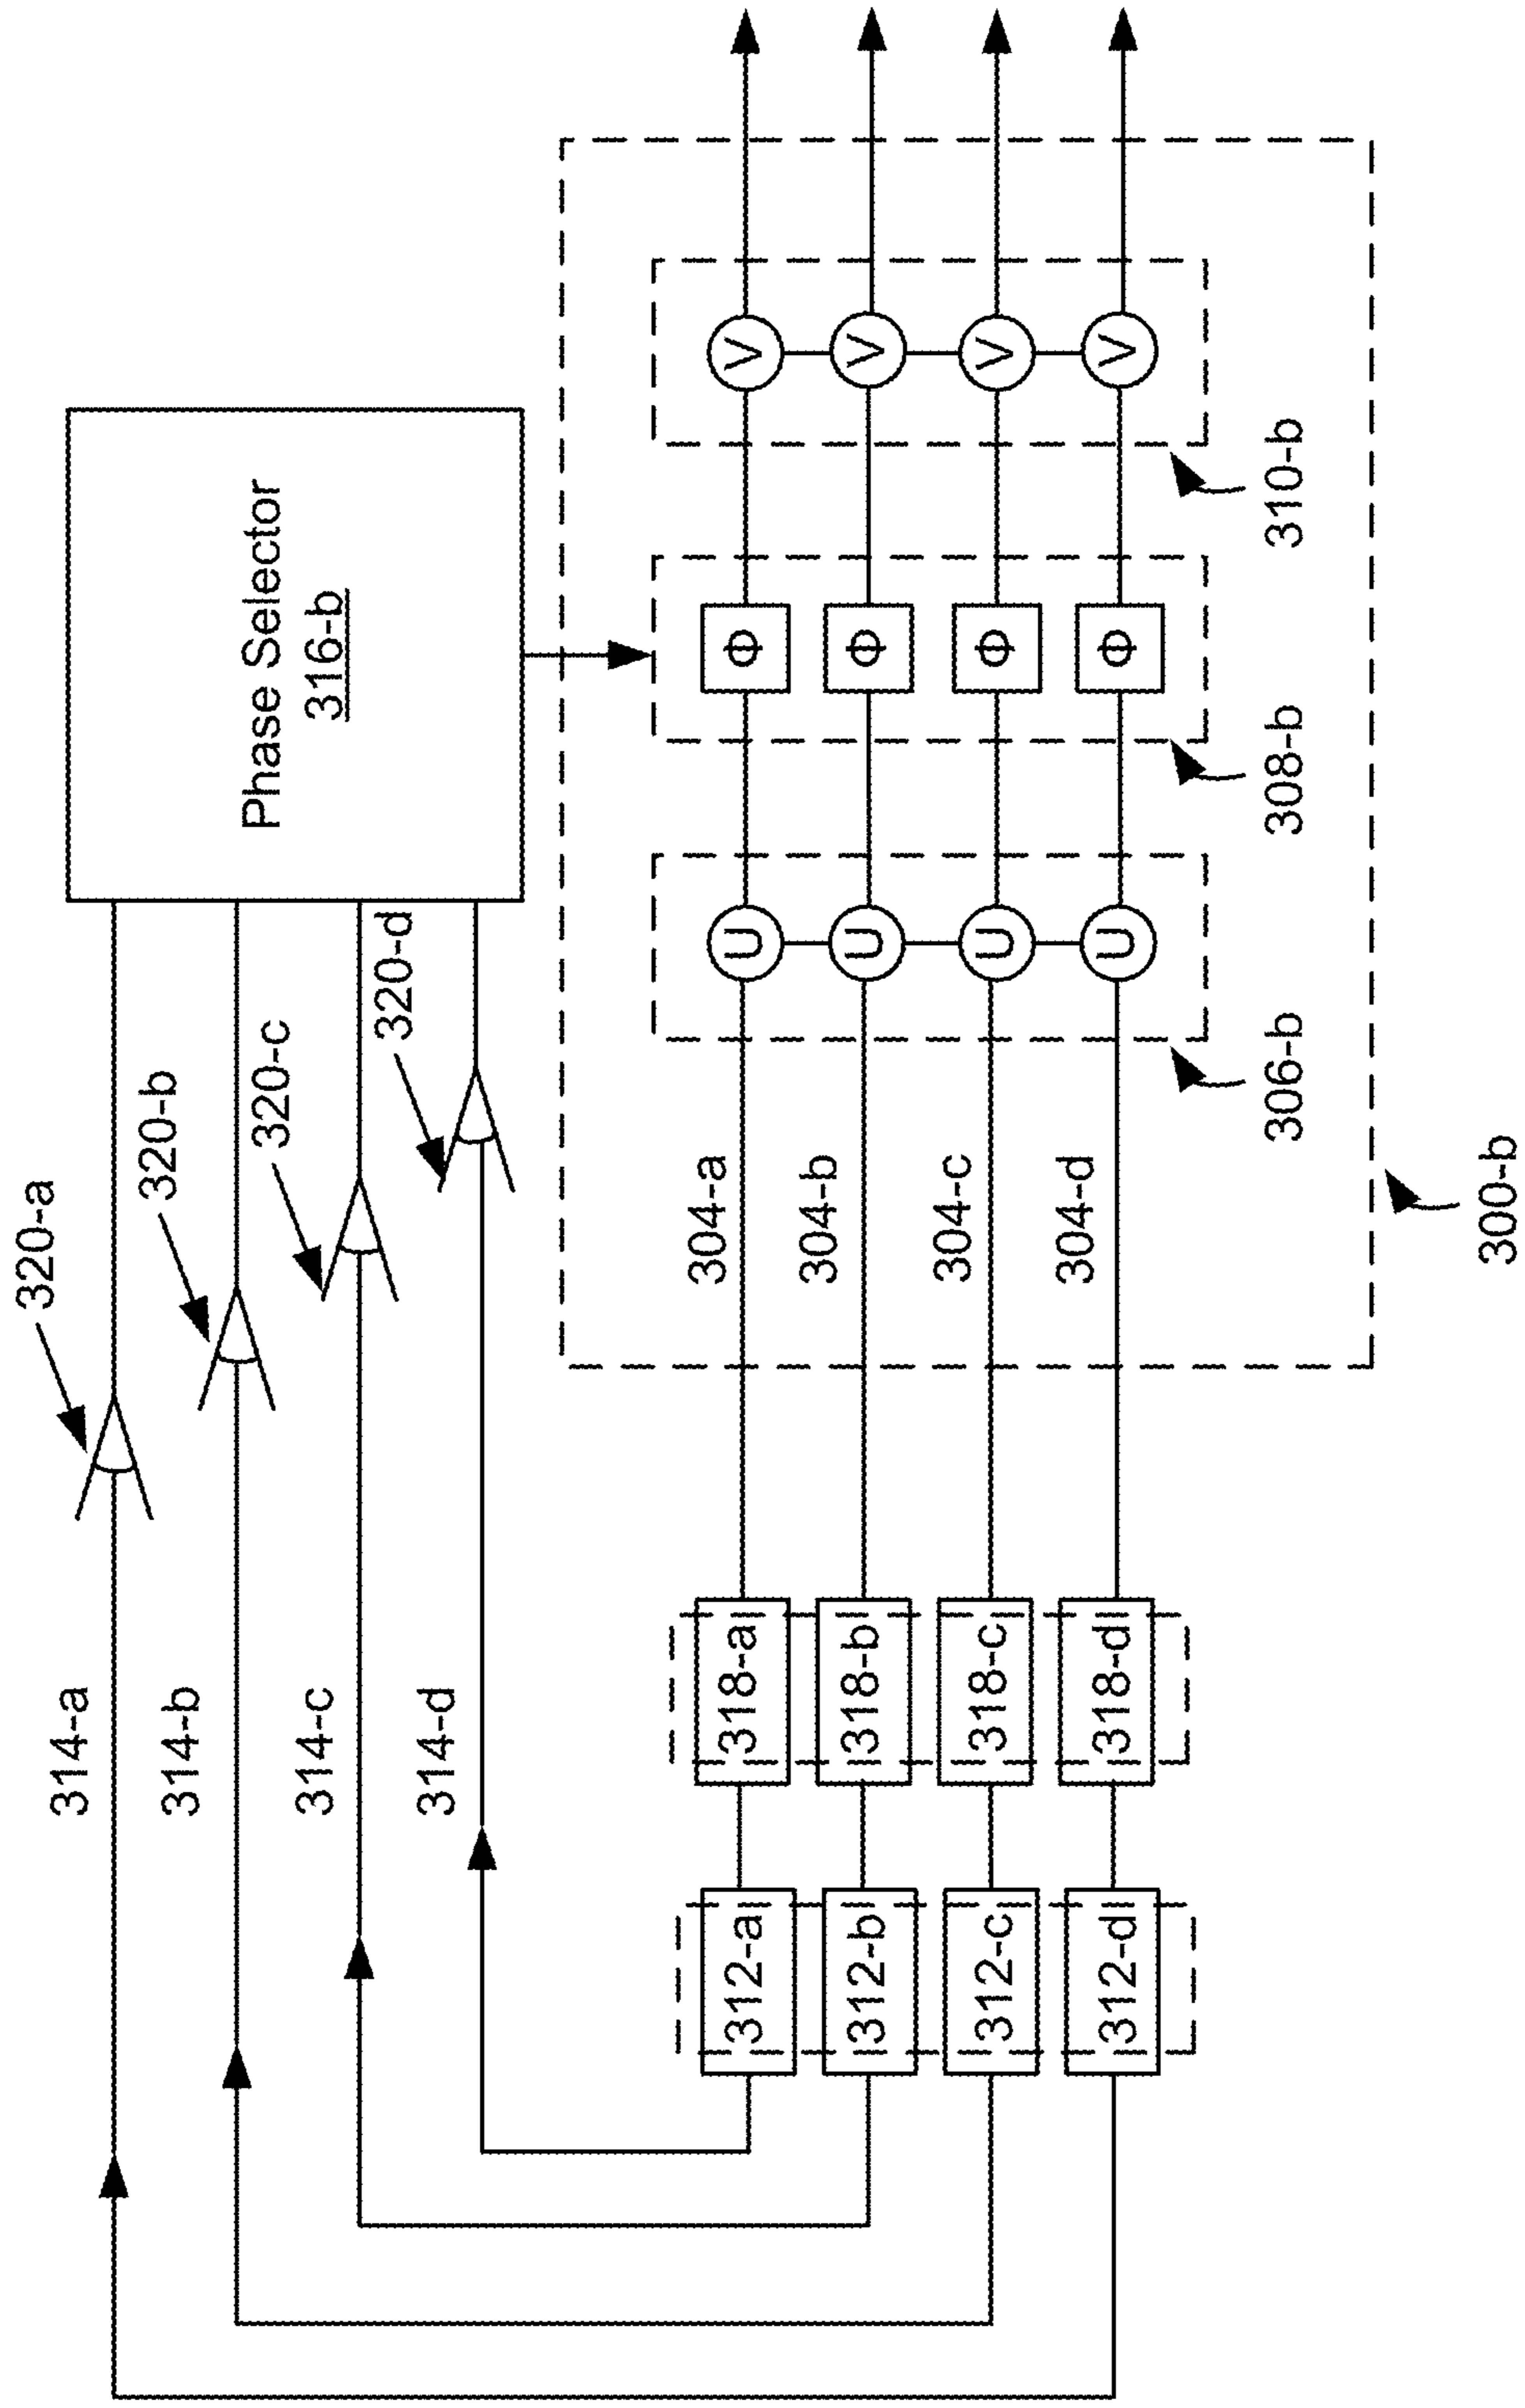 320-a
314-a
320-b
314-b
320-c
Phase Selector
316-b
314-c
320-d
314-d
304-a
312-a 318-a U Φ V
304-b
312-b 318-b U Φ V
304-c
312-c 318-c U Φ V
304-d
312-d 318-d U Φ V
306-b 308-b 310-b
300-b